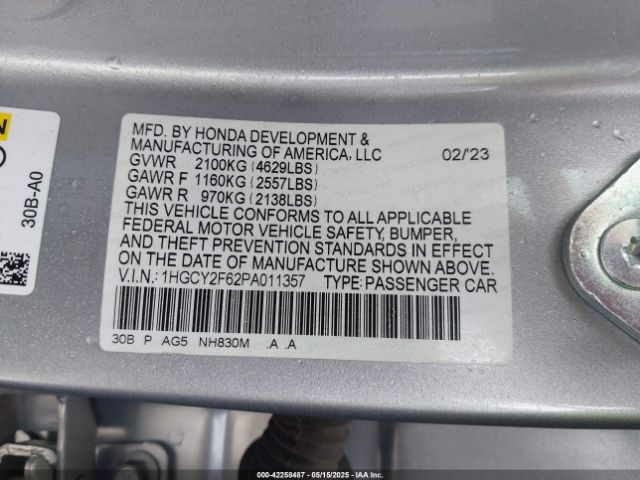 N
30B-A0
MFD. BY HONDA DEVELOPMENT &
MANUFACTURING OF AMERICA, LLC 02/'23
GVWR 2100KG (4629LBS)
GAWR F 1160KG (2557LBS)
GAWR R 970KG (2138LBS)
THIS VEHICLE CONFORMS TO ALL APPLICABLE
FEDERAL MOTOR VEHICLE SAFETY, BUMPER,
AND THEFT PREVENTION STANDARDS IN EFFECT
ON THE DATE OF MANUFACTURE SHOWN ABOVE.
V.I.N.: 1HGCY2F62PA011357 TYPE: PASSENGER CAR
30B P AG5 NH830M .A .A
000-42258487 - 05/15/2025 - IAA Inc.